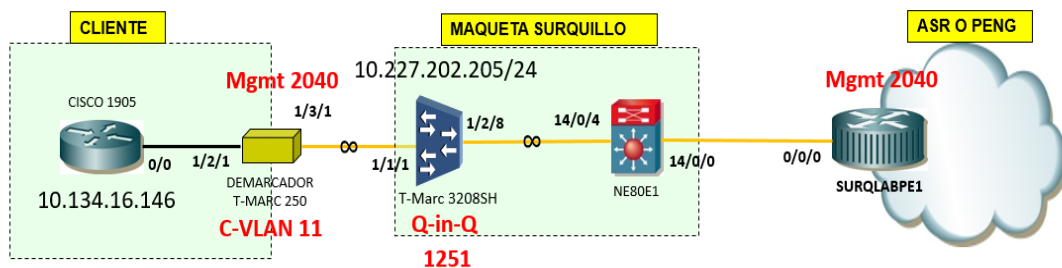 CLIENTE
MAQUETA SURQUILLO
ASR O PENG
Mgmt 2040
10.227.202.205/24
Mgmt 2040
CISCO 1905
1/3/1
1/2/8
14/0/4
0/0
1/2/1
∞
1/1/1
∞
14/0/0
0/0/0
10.134.16.146
DEMARCADOR
T-MARC 250
T-Marc 3208SH
NE80E1
SURQLABPE1
C-VLAN 11
Q-in-Q
1251